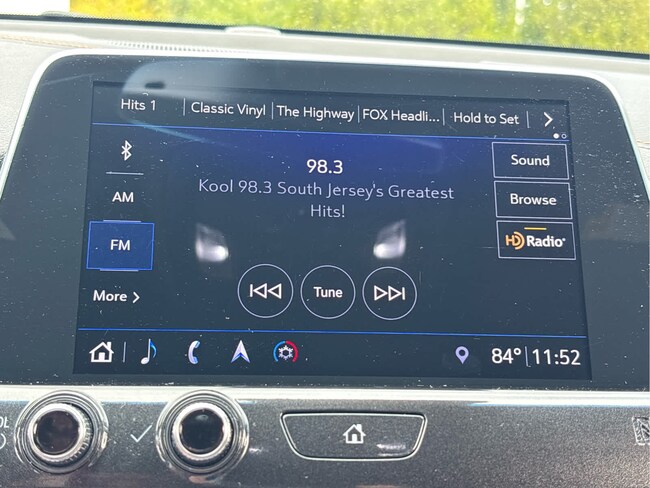 Hits 1 Classic Vinyl The Highway FOX Headli... Hold to Set
AM
FM
More
98.3
Kool 98.3 South Jersey's Greatest
Hits!
Tune
Sound
Browse
HD Radio
84° 11:52
OL